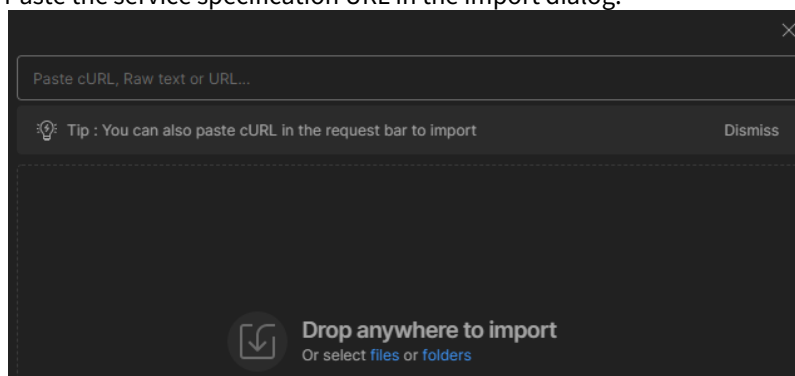 Paste the service specification URL in the import dialog.
Paste cURL, Raw text or URL...
Tip : You can also paste cURL in the request bar to import Dismiss
Drop anywhere to import
Or select files or folders